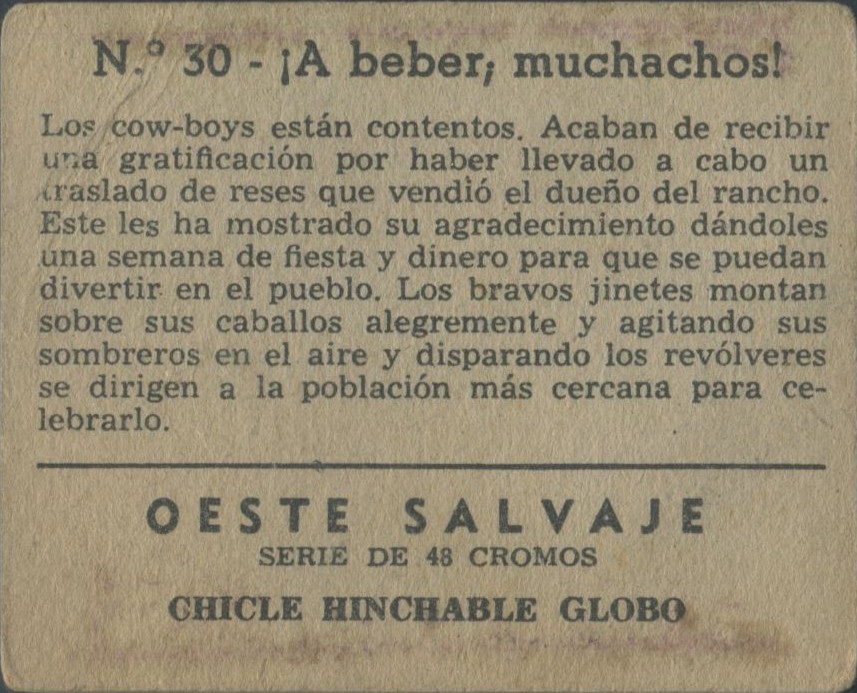 N.º 30 - ¡A beber, muchachos!
Los cow-boys están contentos. Acaban de recibir
una gratificación por haber llevado a cabo un
traslado de reses que vendió el dueño del rancho.
Este les ha mostrado su agradecimiento dándoles
una semana de fiesta y dinero para que se puedan
divertir en el pueblo. Los bravos jinetes montan
sobre sus caballos alegremente y agitando sus
sombreros en el aire y disparando los revólveres
se dirigen a la población más cercana para ce-
lebrarlo.
OESTE SALVAJE
SERIE DE 48 CROMOS
CHICLE HINCHABLE GLOBO